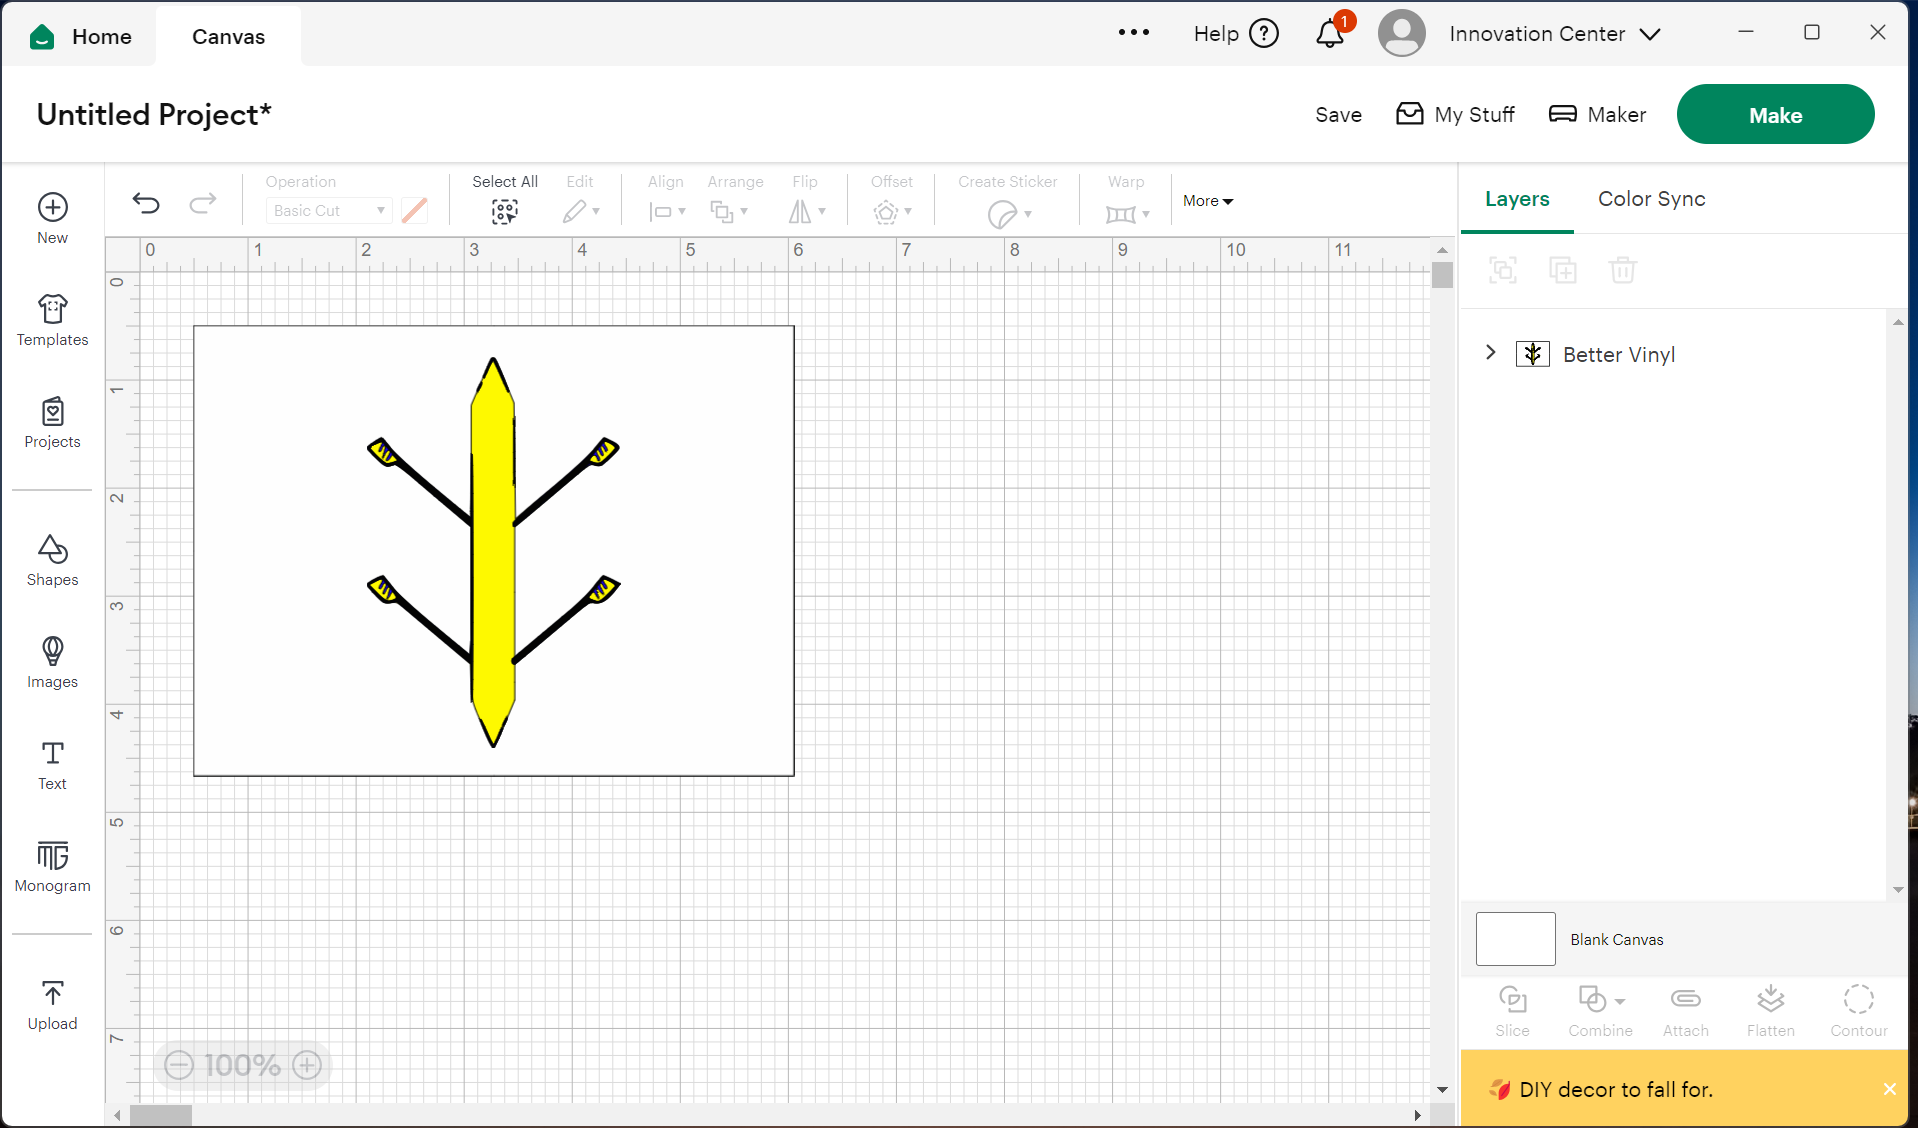 Home
Canvas
Help
1
Innovation Center
Untitled Project*
Save
My Stuff
Maker
Make
New
Templates
Projects
Shapes
Images
Text
Monogram
Upload
Operation
Basic Cut
Select All
Edit
Align
Arrange
Flip
Offset
Create Sticker
Warp
More
0 1 2 3 4 5 6 7 8 9 10 11
0
1
2
3
4
5
6
7
100%
Layers
Color Sync
Better Vinyl
Blank Canvas
Slice
Combine
Attach
Flatten
Contour
DIY decor to fall for.